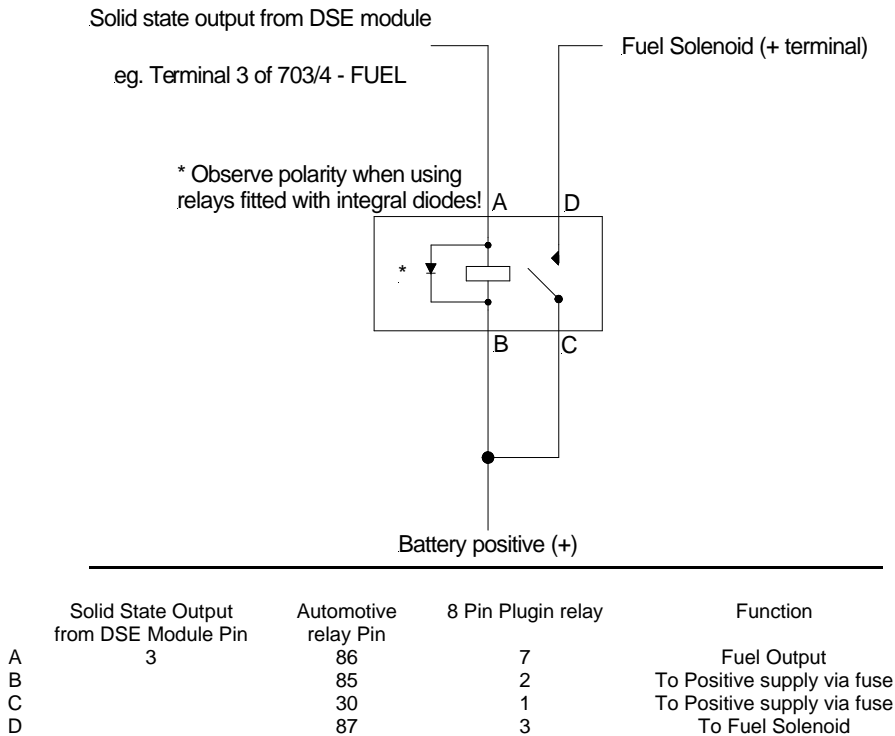 Solid state output from DSE module
Fuel Solenoid (+ terminal)
eg. Terminal 3 of 703/4 - FUEL
* Observe polarity when using
relays fitted with integral diodes!
A D
*
B C
Battery positive (+)
Solid State Output from DSE Module Pin Automotive relay Pin 8 Pin Plugin relay Function
A 3 86 7 Fuel Output
B 85 2 To Positive supply via fuse
C 30 1 To Positive supply via fuse
D 87 3 To Fuel Solenoid